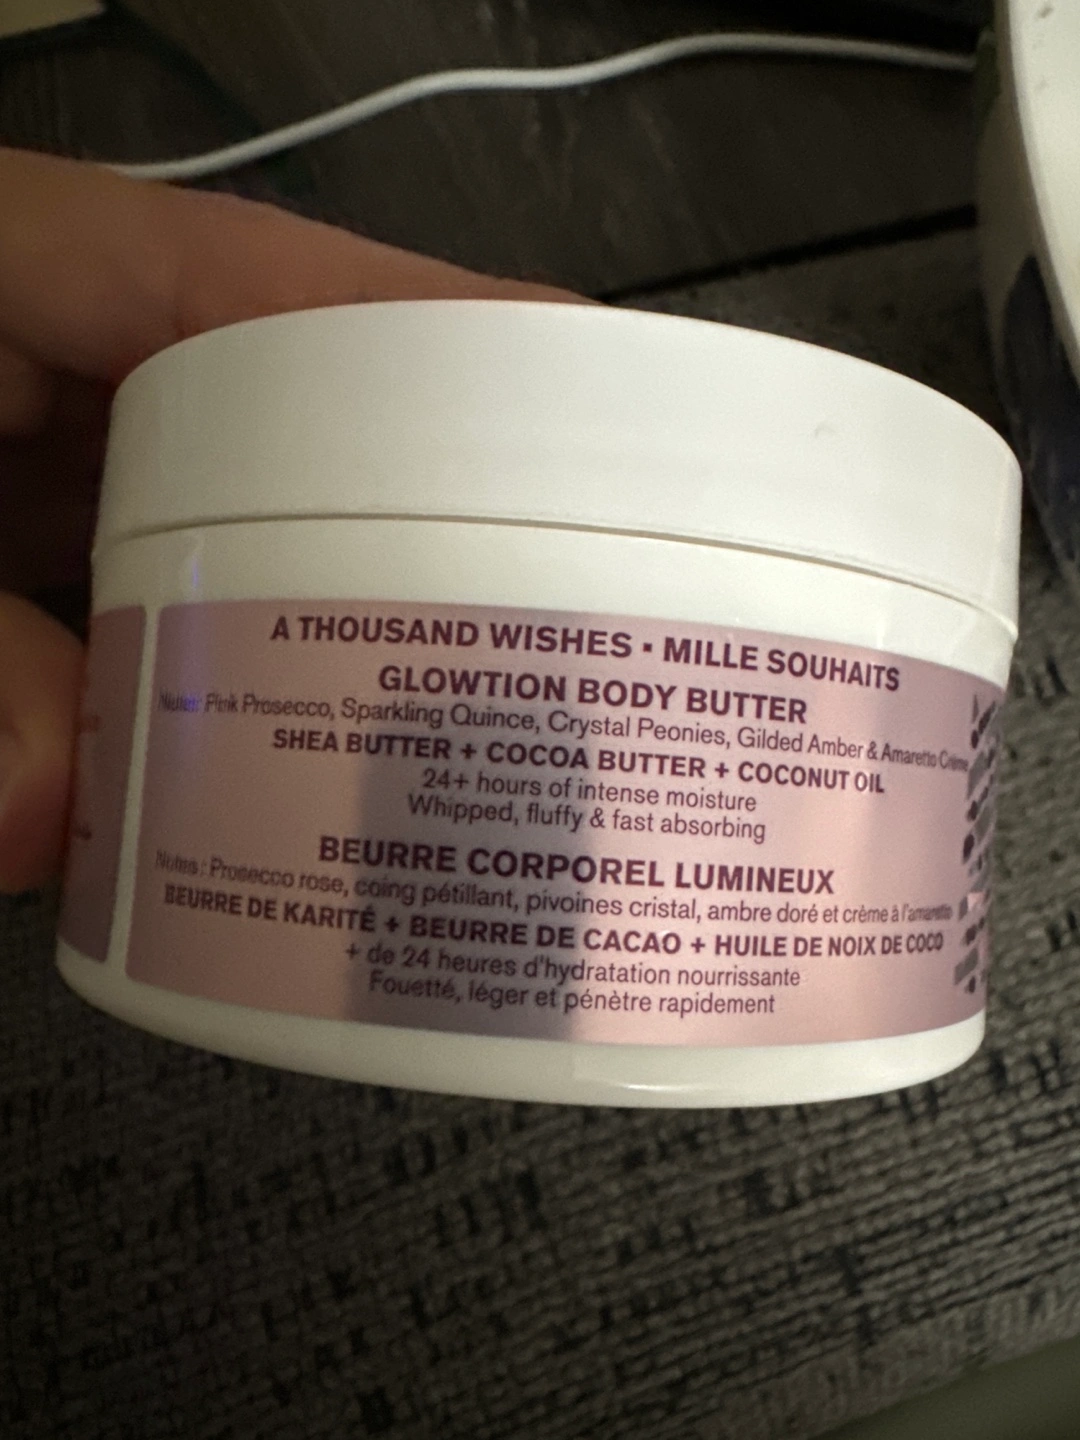 A THOUSAND WISHES • MILLE SOUHAITS
GLOWTION BODY BUTTER
Notes: Pink Prosecco, Sparkling Quince, Crystal Peonies, Gilded Amber & Amaretto Crème
SHEA BUTTER + COCOA BUTTER + COCONUT OIL
24+ hours of intense moisture
Whipped, fluffy & fast absorbing
BEURRE CORPOREL LUMINEUX
Notes : Prosecco rose, coing pétillant, pivoines cristal, ambre doré et crème à l'amaretto
BEURRE DE KARITÉ + BEURRE DE CACAO + HUILE DE NOIX DE COCO
+ de 24 heures d'hydratation nourrissante
Fouetté, léger et pénètre rapidement